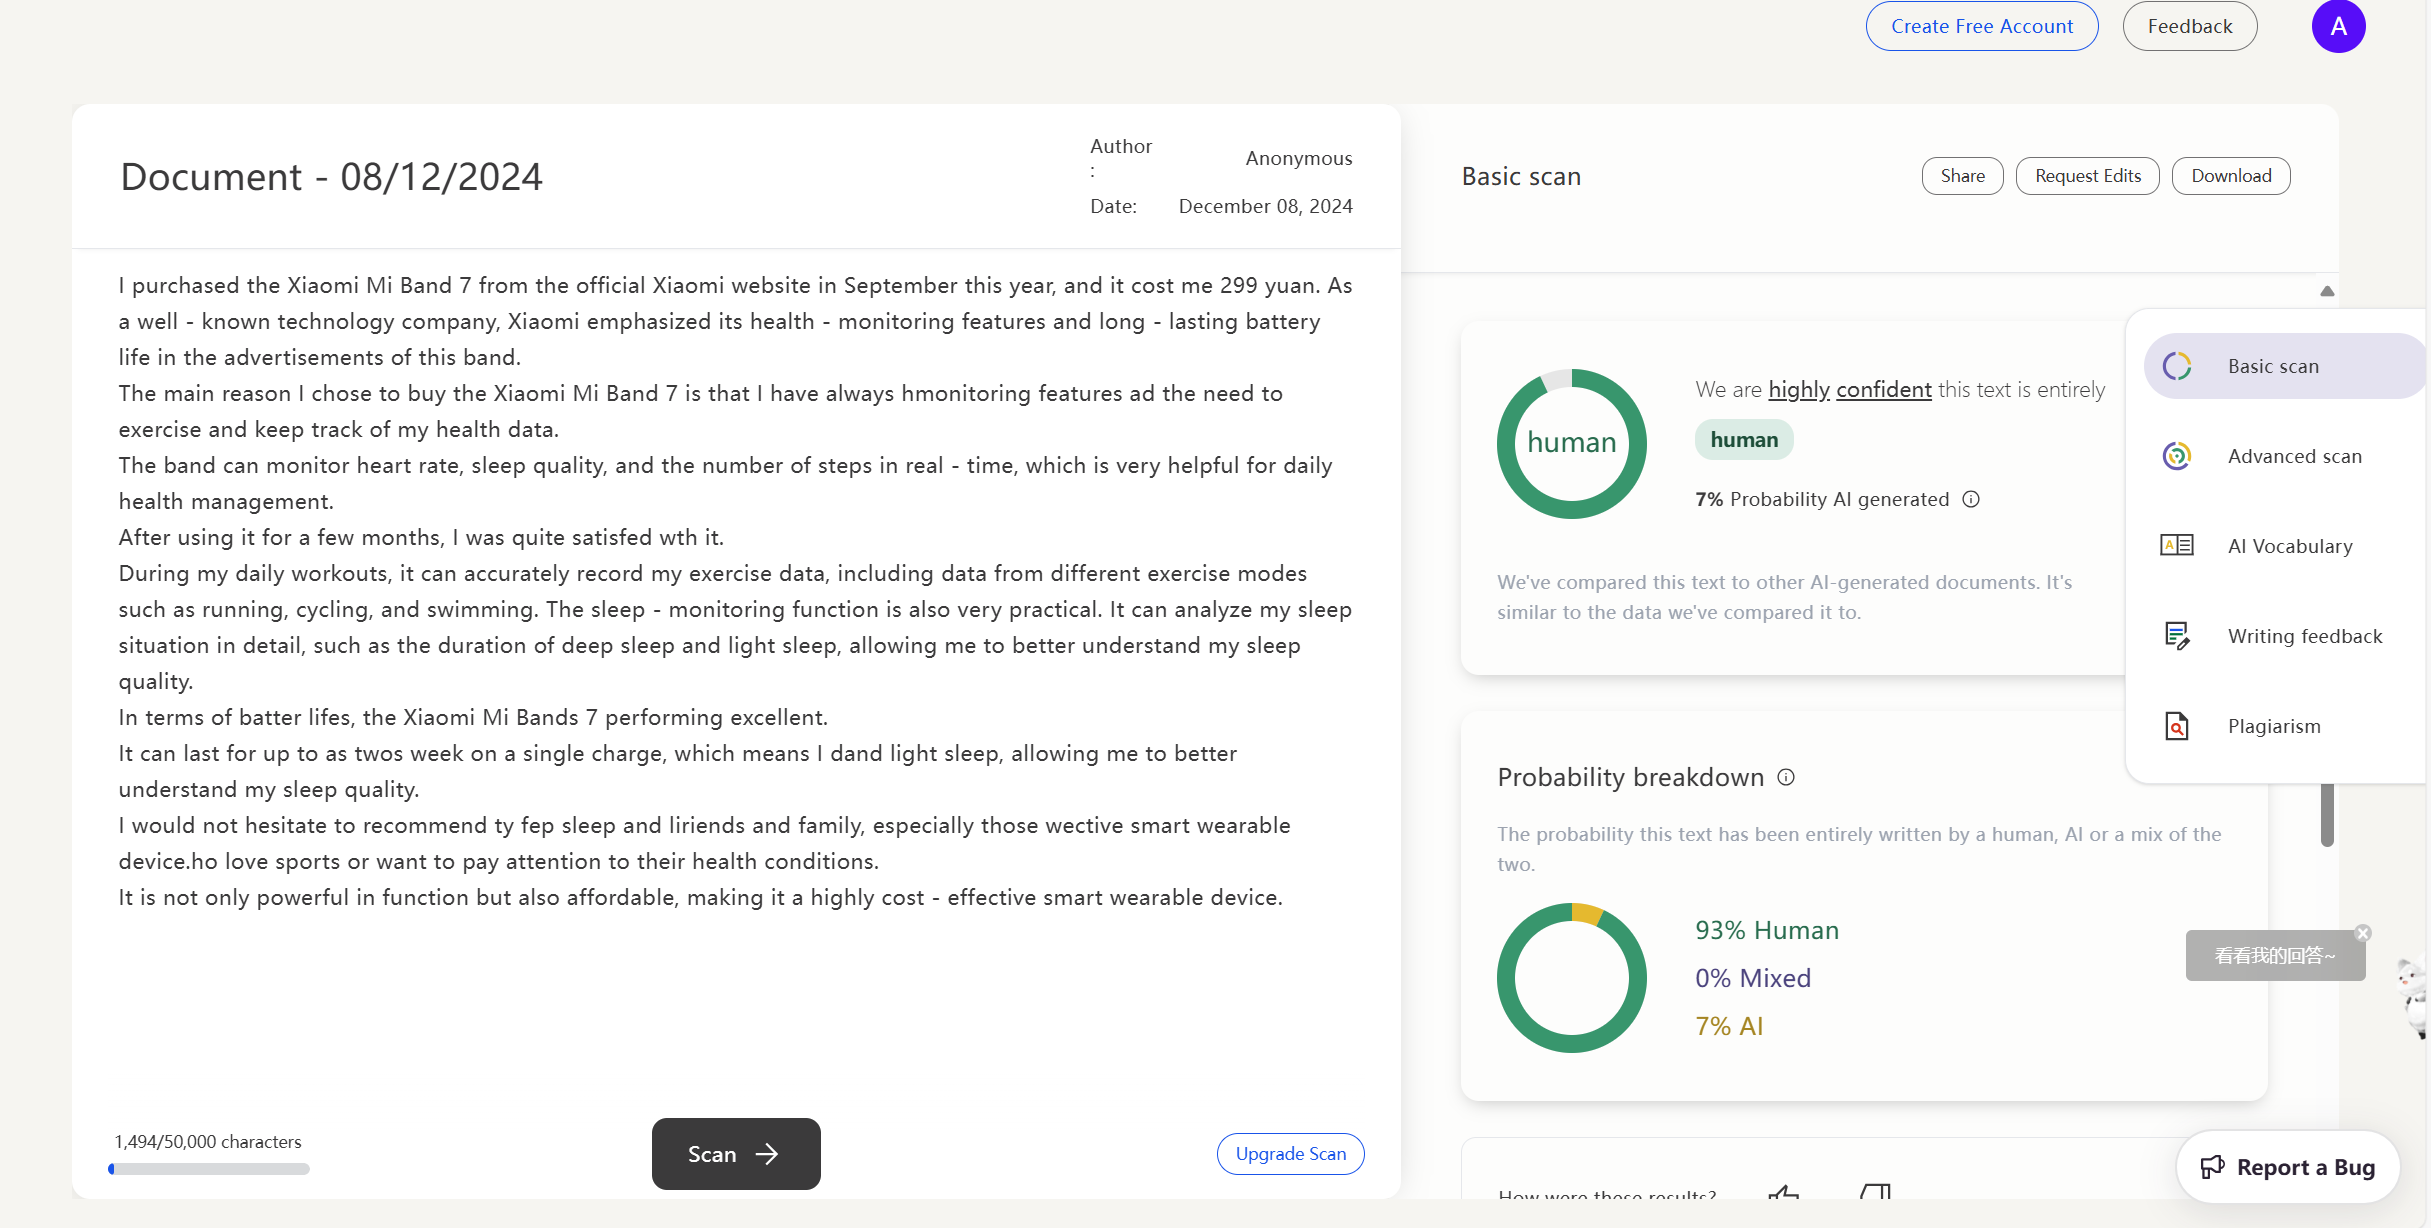 Create Free Account
Feedback
A
Document - 08/12/2024
Author
:
Anonymous
Date:
December 08, 2024
I purchased the Xiaomi Mi Band 7 from the official Xiaomi website in September this year, and it cost me 299 yuan. As
a well - known technology company, Xiaomi emphasized its health - monitoring features and long - lasting battery
life in the advertisements of this band.
The main reason I chose to buy the Xiaomi Mi Band 7 is that I have always hmonitoring features ad the need to
exercise and keep track of my health data.
The band can monitor heart rate, sleep quality, and the number of steps in real - time, which is very helpful for daily
health management.
After using it for a few months, I was quite satisfed wth it.
During my daily workouts, it can accurately record my exercise data, including data from different exercise modes
such as running, cycling, and swimming. The sleep - monitoring function is also very practical. It can analyze my sleep
situation in detail, such as the duration of deep sleep and light sleep, allowing me to better understand my sleep
quality.
In terms of batter lifes, the Xiaomi Mi Bands 7 performing excellent.
It can last for up to as twos week on a single charge, which means I dand light sleep, allowing me to better
understand my sleep quality.
I would not hesitate to recommend ty fep sleep and liriends and family, especially those wective smart wearable
device.ho love sports or want to pay attention to their health conditions.
It is not only powerful in function but also affordable, making it a highly cost - effective smart wearable device.
1,494/50,000 characters
Scan
Upgrade Scan
Basic scan
Share
Request Edits
Download
human
We are highly confident this text is entirely
human
7% Probability AI generated
We've compared this text to other AI-generated documents. It's
similar to the data we've compared it to.
Probability breakdown
The probability this text has been entirely written by a human, AI or a mix of the
two.
93% Human
0% Mixed
7% AI
How were these results?
Basic scan
Advanced scan
A
AI Vocabulary
Writing feedback
Plagiarism
看看我的回答~
Report a Bug